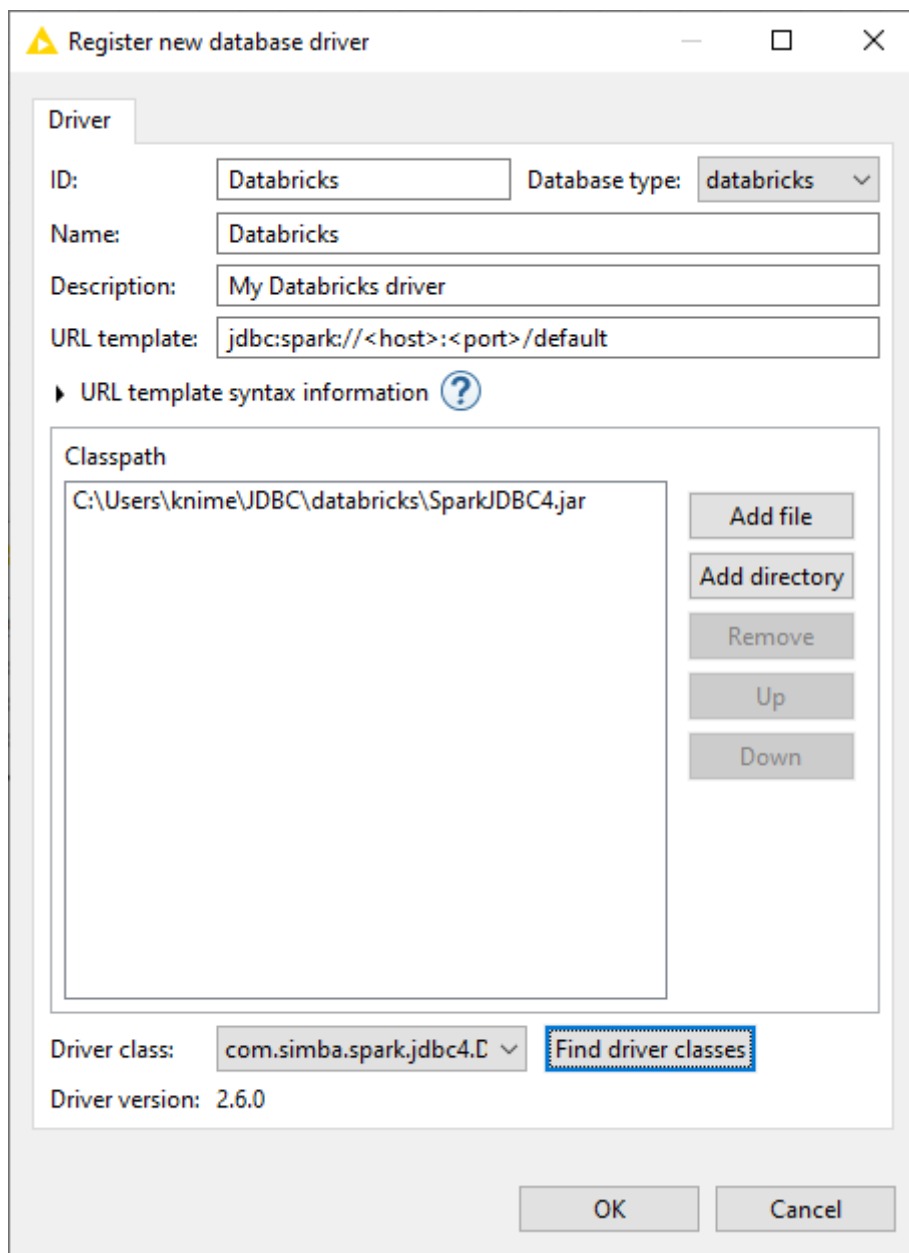 Register new database driver
Driver
ID: Databricks Database type: databricks
Name: Databricks
Description: My Databricks driver
URL template: jdbc:spark://<host>:<port>/default
URL template syntax information ?
Classpath
C:\Users\knime\JDBC\databricks\SparkJDBC4.jar
Add file
Add directory
Remove
Up
Down
Driver class: com.simba.spark.jdbc4.D Find driver classes
Driver version: 2.6.0
OK Cancel